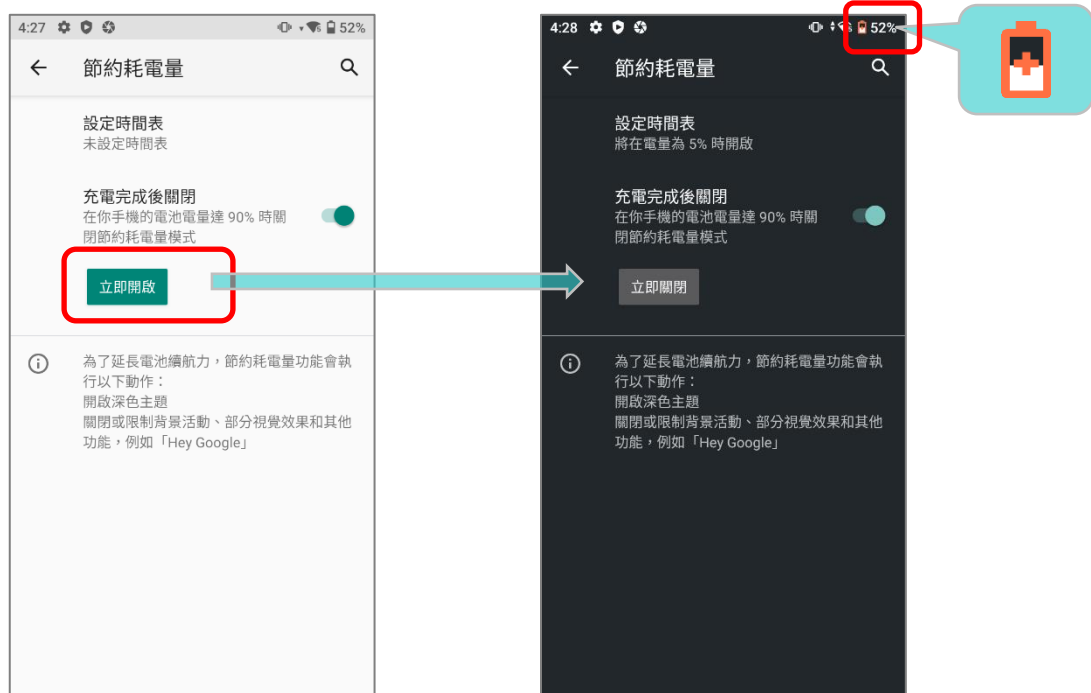 4:27 52%
節約耗電量
設定時間表
未設定時間表
充電完成後關閉
在你手機的電池電量達 90% 時關
閉節約耗電量模式
立即開啟
為了延長電池續航力，節約耗電量功能會執
行以下動作：
開啟深色主題
關閉或限制背景活動、部分視覺效果和其他
功能，例如「Hey Google」
4:28 52%
節約耗電量
設定時間表
將在電量為 5% 時開啟
充電完成後關閉
在你手機的電池電量達 90% 時關
閉節約耗電量模式
立即關閉
為了延長電池續航力，節約耗電量功能會執
行以下動作：
開啟深色主題
關閉或限制背景活動、部分視覺效果和其他
功能，例如「Hey Google」